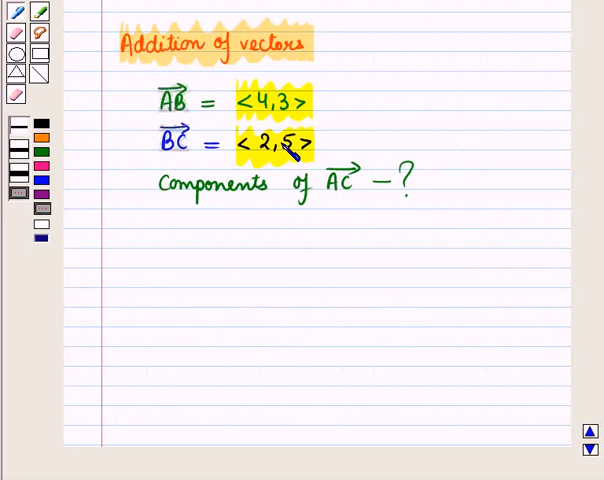 Addition of vectors
AB = <4,3>
BC = <2,5>
Components of AC - ?